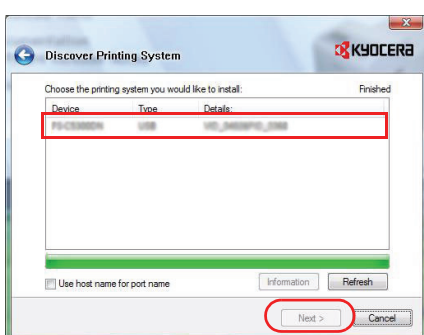 KYOCERA
Discover Printing System
Choose the printing system you would like to install: Finished
Device Type Details:
USB
Use host name for port name Information Refresh
Next > Cancel